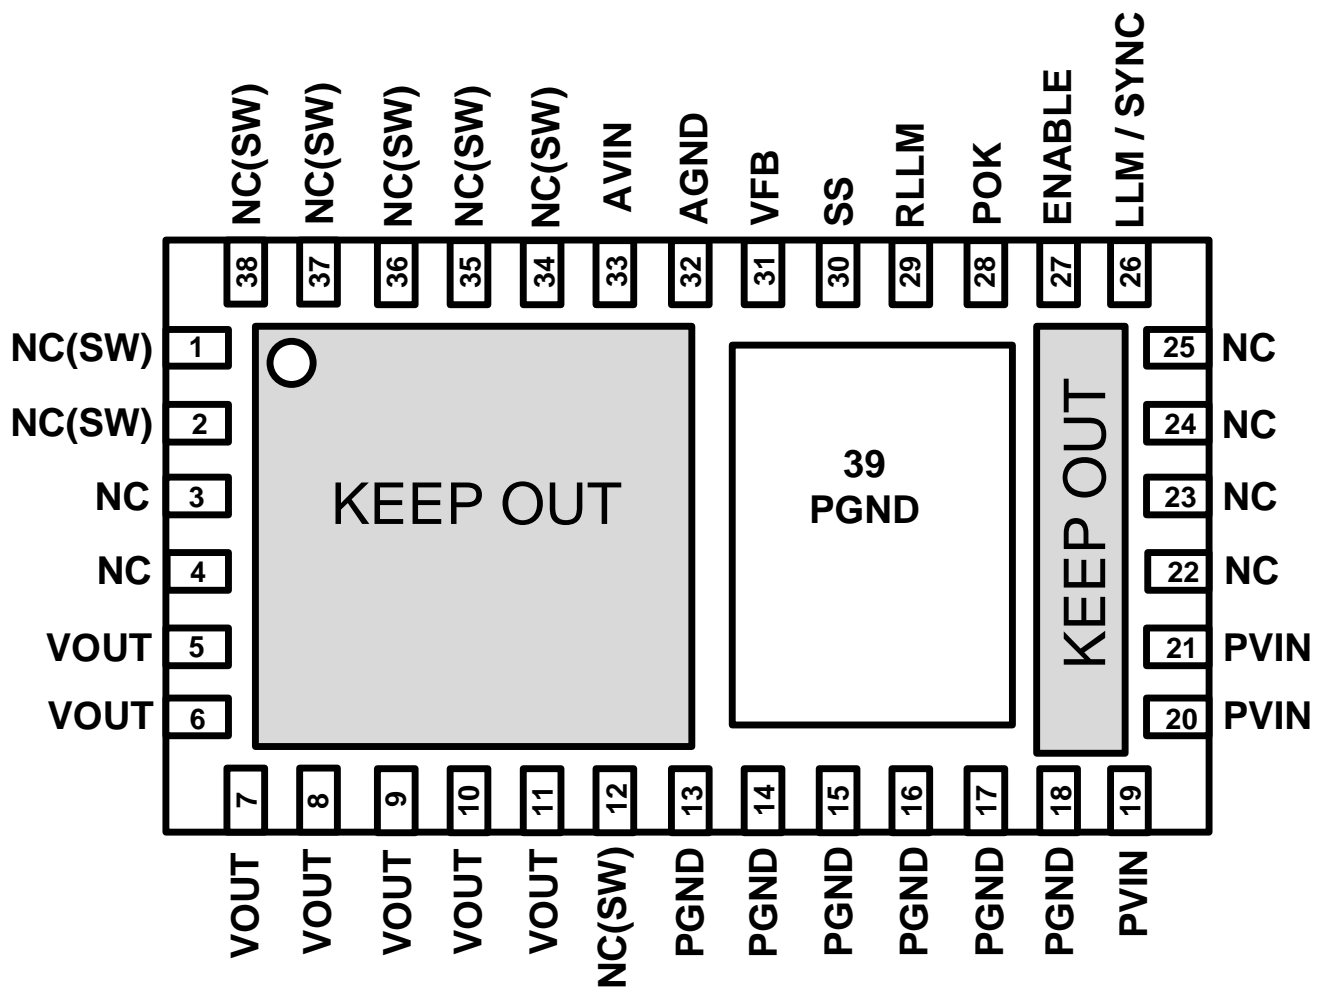 NC(SW)
NC(SW)
NC(SW)
NC(SW)
NC(SW)
AVIN
AGND
VFB
SS
RLLM
POK
ENABLE
LLM / SYNC
38
37
36
35
34
33
32
31
30
29
28
27
26
NC(SW) 1
NC(SW) 2
NC 3
NC 4
VOUT 5
VOUT 6
KEEP OUT
39
PGND
KEEP OUT
25 NC
24 NC
23 NC
22 NC
21 PVIN
20 PVIN
7
8
9
10
11
12
13
14
15
16
17
18
19
VOUT
VOUT
VOUT
VOUT
VOUT
NC(SW)
PGND
PGND
PGND
PGND
PGND
PGND
PVIN